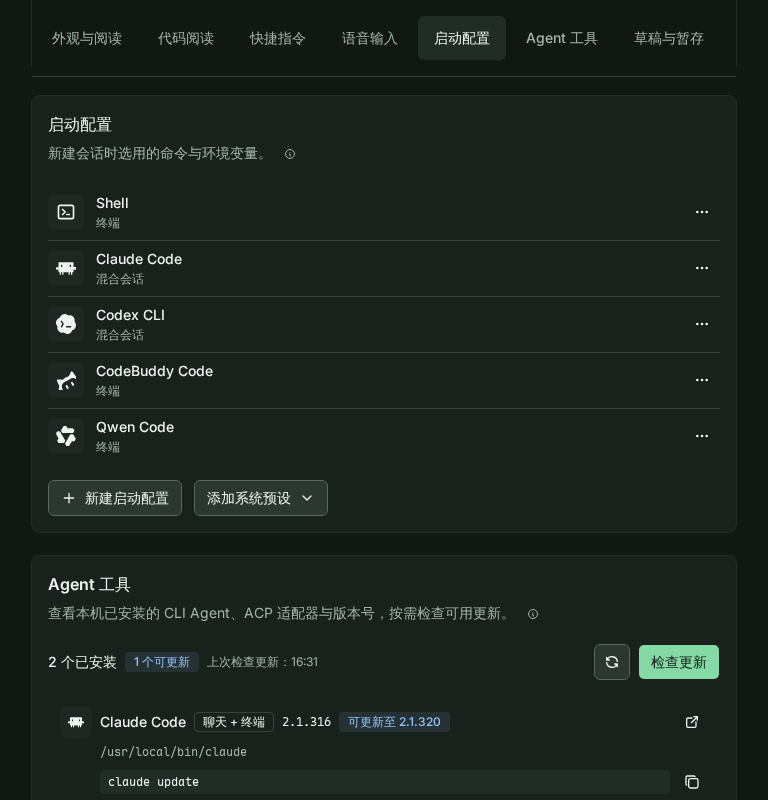 外观与阅读 代码阅读 快捷指令 语音输入 启动配置 Agent 工具 草稿与暂存
启动配置
新建会话时选用的命令与环境变量。
Shell
终端
Claude Code
混合会话
Codex CLI
混合会话
CodeBuddy Code
终端
Qwen Code
终端
新建启动配置 添加系统预设
Agent 工具
查看本机已安装的 CLI Agent、ACP 适配器与版本号，按需检查可用更新。
2 个已安装 1 个可更新 上次检查更新：16:31 检查更新
Claude Code 聊天 + 终端 2.1.316 可更新至 2.1.320
/usr/local/bin/claude
claude update